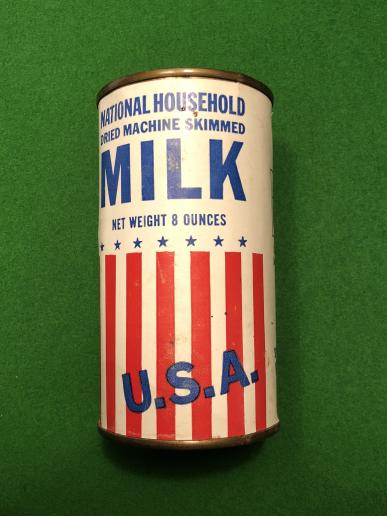 NATIONAL HOUSEHOLD
DRIED MACHINE SKIMMED
MILK
NET WEIGHT 8 OUNCES
U.S.A.